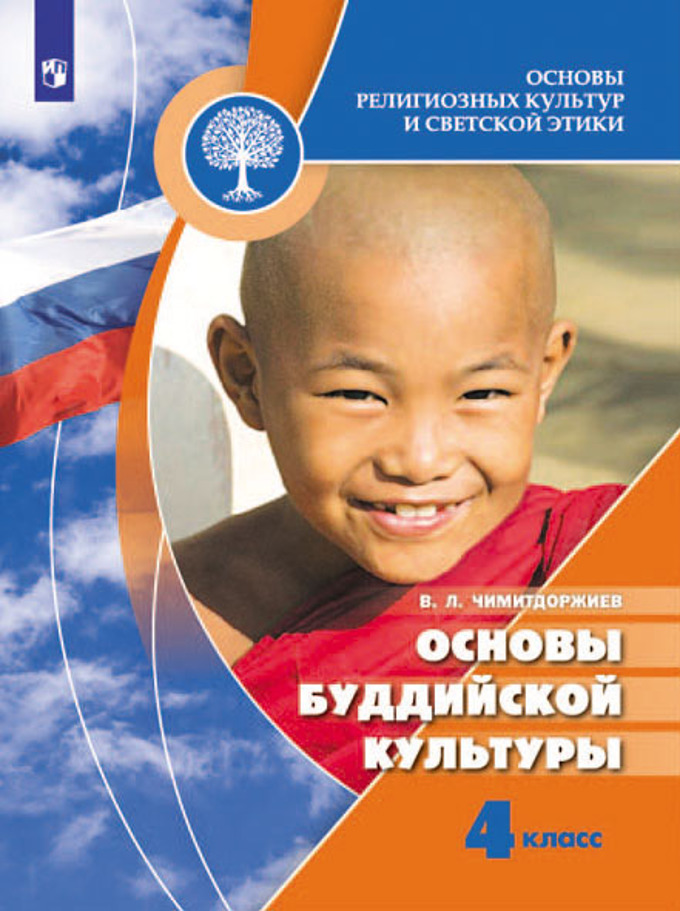 ОСНОВЫ
РЕЛИГИОЗНЫХ КУЛЬТУР
И СВЕТСКОЙ ЭТИКИ
В. Л. ЧИМИТДОРЖИЕВ
ОСНОВЫ
БУДДИЙСКОЙ
КУЛЬТУРЫ
4 класс